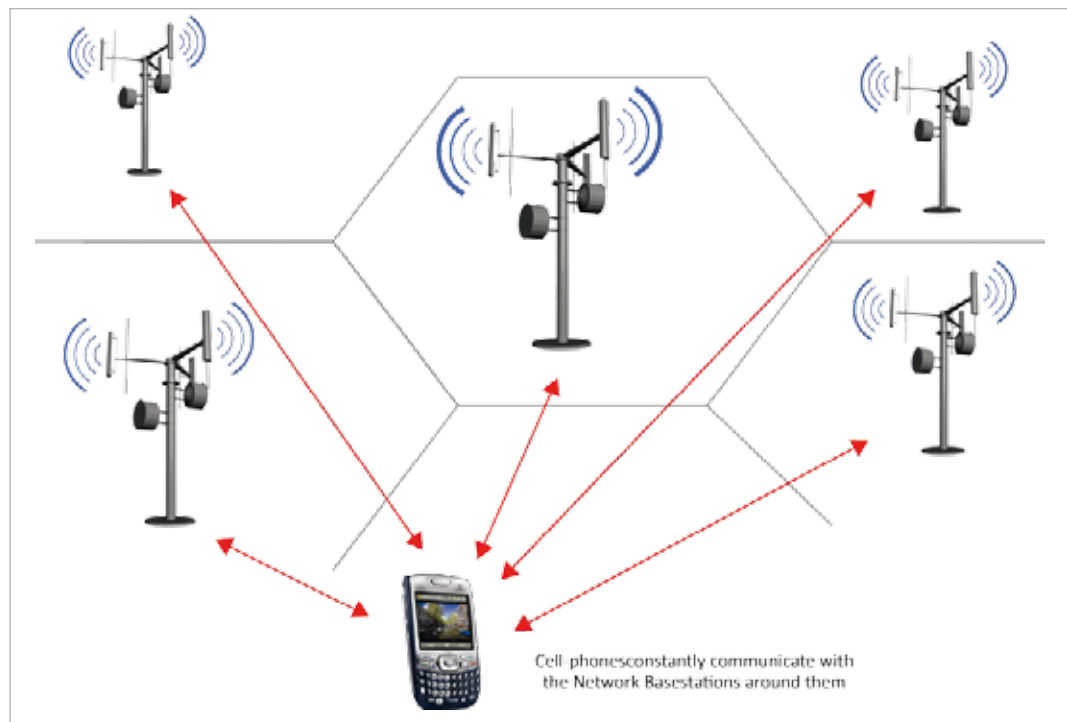 Cell-phonesconstantly communicate with
the Network Basestations around them